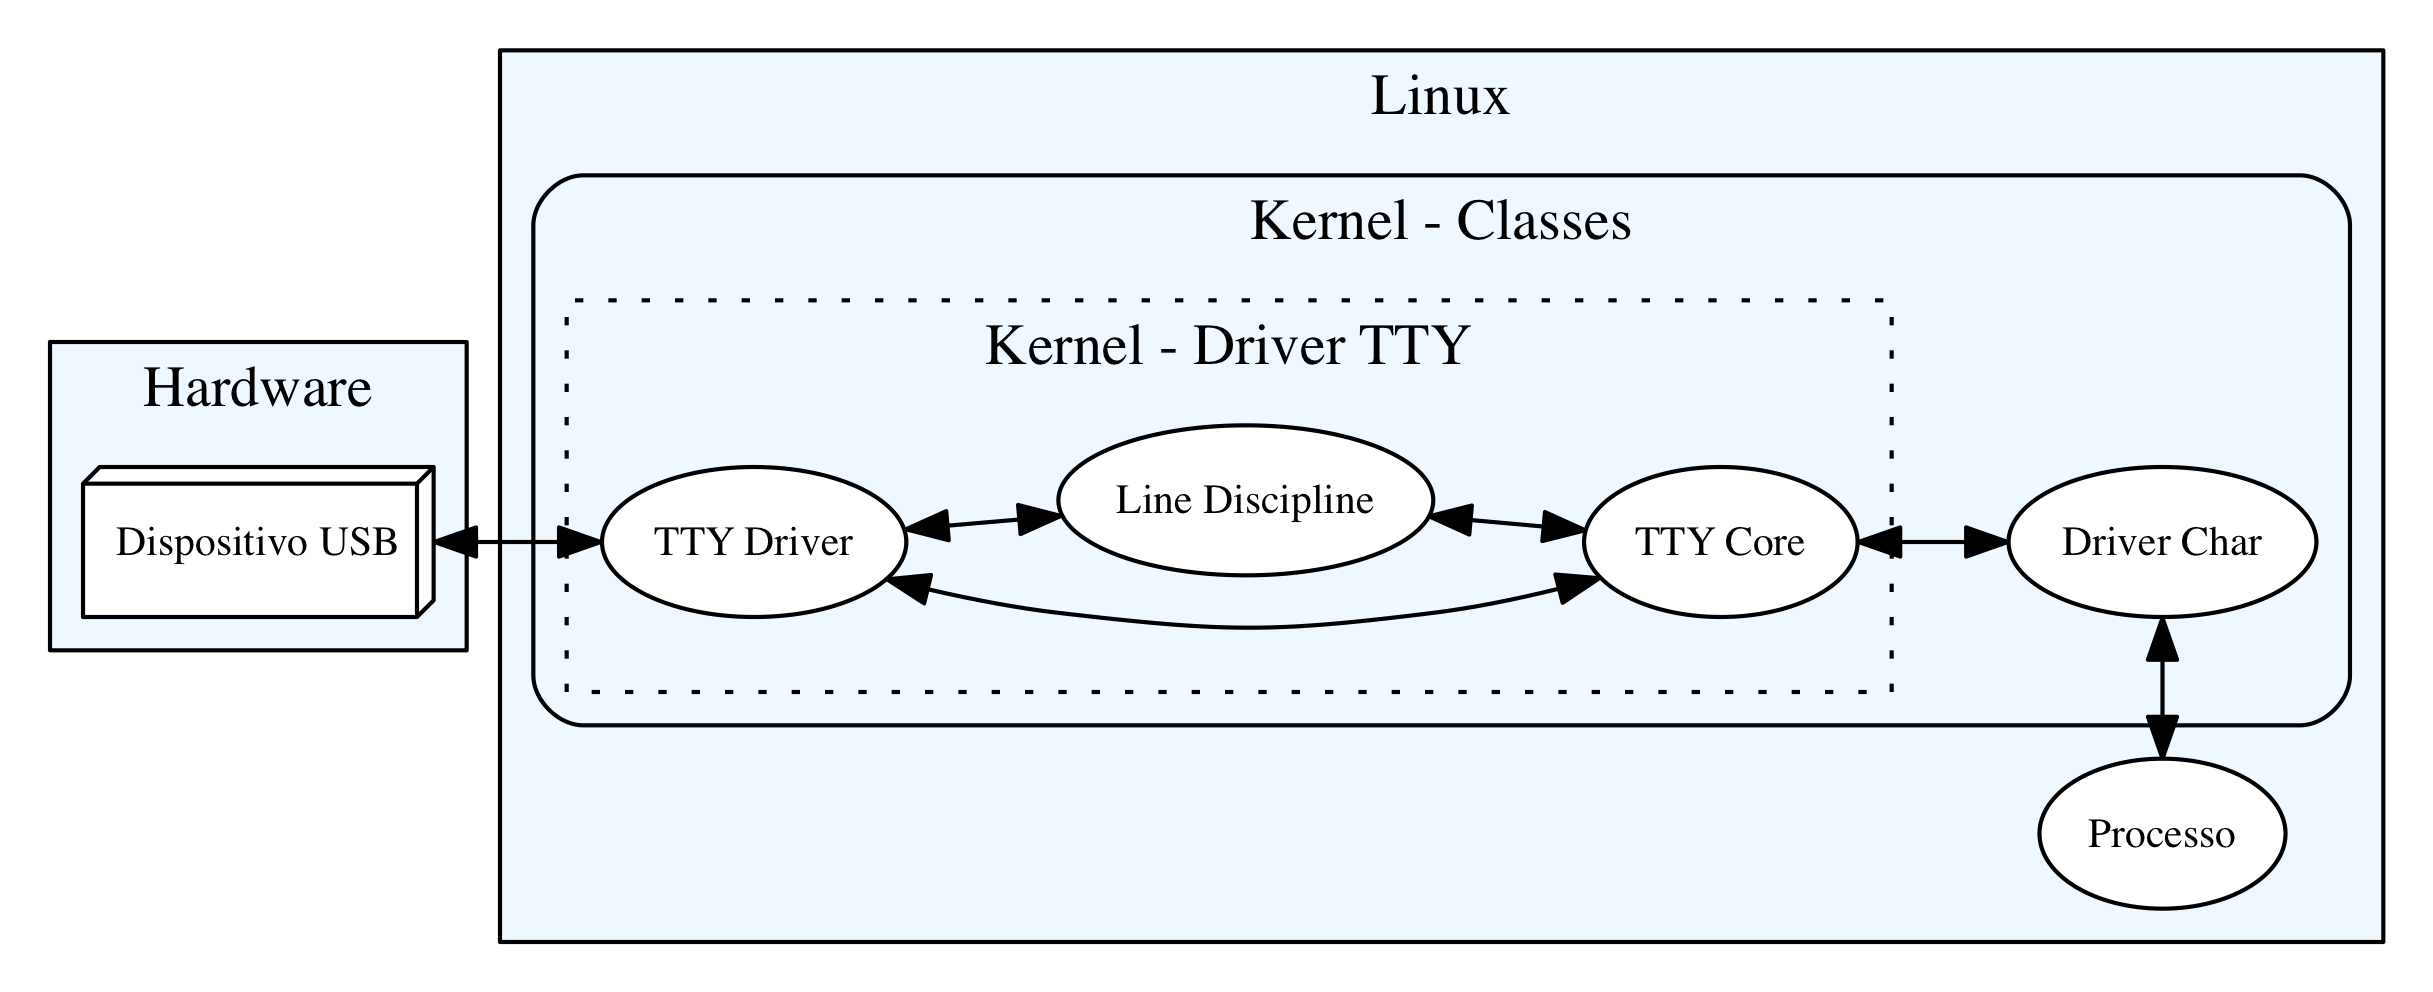 Linux
Kernel - Classes
Kernel - Driver TTY
Hardware
Dispositivo USB
TTY Driver
Line Discipline
TTY Core
Driver Char
Processo